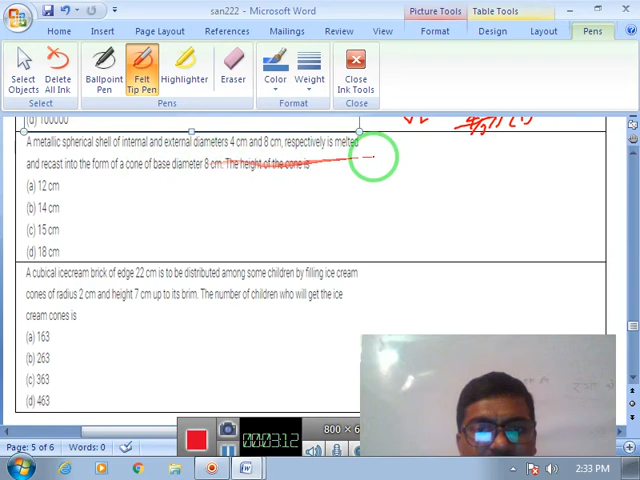 san222 - Microsoft Word
Picture Tools
Table Tools
Home
Insert
Page Layout
References
Mailings
Review
View
Format
Design
Layout
Pens
Select Objects
Delete All Ink
Ballpoint Pen
Felt Tip Pen
Highlighter
Eraser
Color
Weight
Close Ink Tools
Select
Pens
Format
Close
(d) 100000
A metallic spherical shell of internal and external diameters 4 cm and 8 cm, respectively is melted
and recast into the form of a cone of base diameter 8 cm. The height of the cone is
(a) 12 cm
(b) 14 cm
(c) 15 cm
(d) 18 cm
A cubical icecream brick of edge 22 cm is to be distributed among some children by filling ice cream
cones of radius 2 cm and height 7 cm up to its brim. The number of children who will get the ice
cream cones is
(a) 163
(b) 263
(c) 363
(d) 463
800 x 6
00:03:12
Page: 5 of 6
Words: 0
2:33 PM